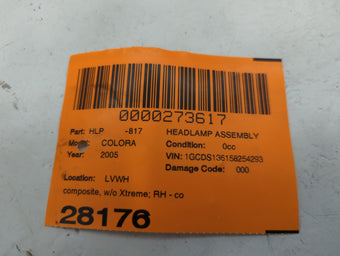 0000273617
Part: HLP -817 HEADLAMP ASSEMBLY
Model: COLORA Condition: 0cc
Year: 2005 VIN: 1GCDS136158254293
Damage Code: 000
Location: LVWH
composite, w/o Xtreme; RH - co
28176